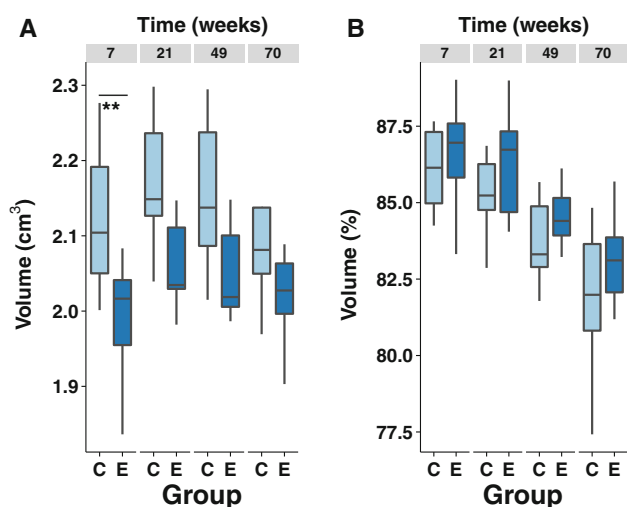 A
Time (weeks)
7 21 49 70
**
Volume (cm³)
2.3
2.2
2.1
2.0
1.9
C E C E C E C E
Group
B
Time (weeks)
7 21 49 70
Volume (%)
87.5
85.0
82.5
80.0
77.5
C E C E C E C E
Group